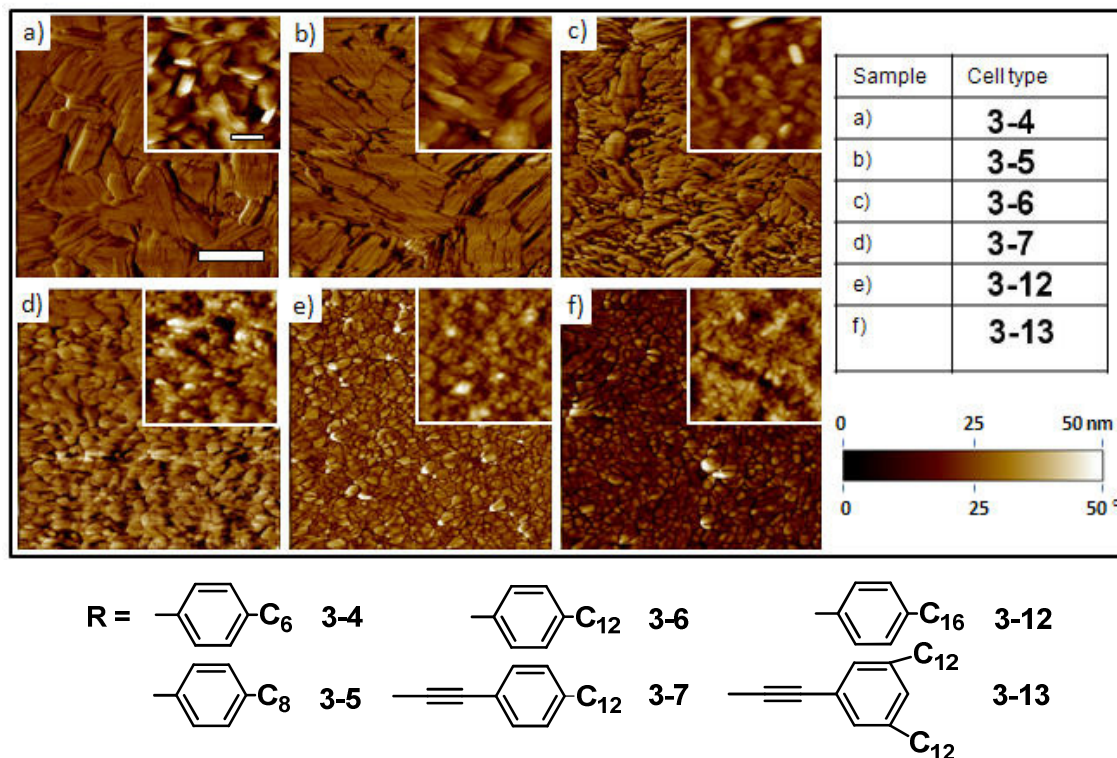 a)
b)
c)
d)
e)
f)
Sample Cell type
a) 3-4
b) 3-5
c) 3-6
d) 3-7
e) 3-12
f) 3-13
0 25 50 nm
0 25 50 °
R = C6 3-4 C12 3-6 C16 3-12
C8 3-5 C12 3-7 C12 3-13
C12